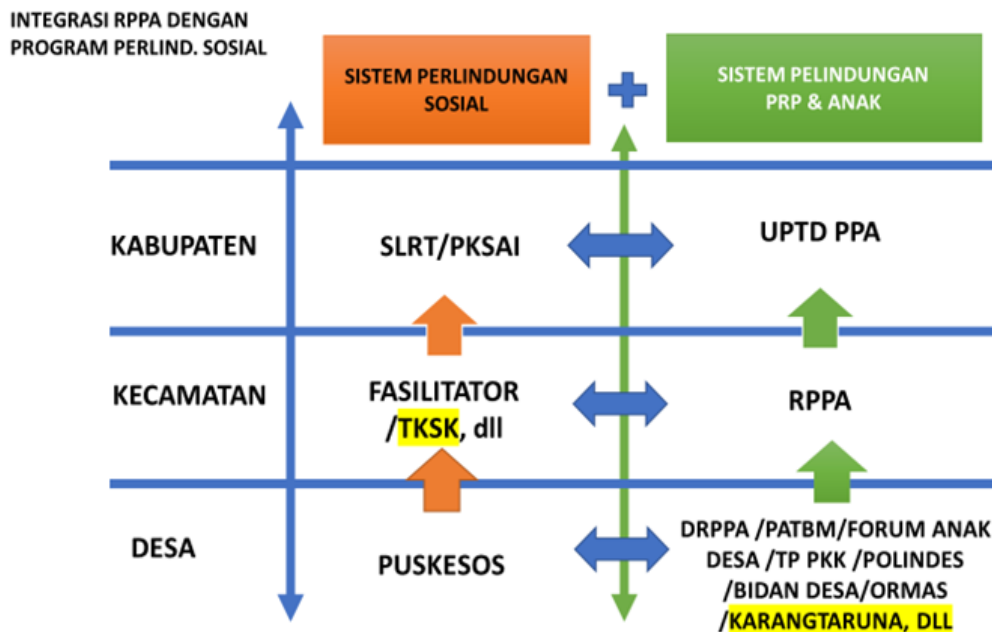 INTEGRASI RPPA DENGAN
PROGRAM PERLIND. SOSIAL
SISTEM PERLINDUNGAN
SOSIAL
SISTEM PELINDUNGAN
PRP & ANAK
KABUPATEN
SLRT/PKSAI
UPTD PPA
KECAMATAN
FASILITATOR
/TKSK, dll
RPPA
DESA
PUSKESOS
DRPPA /PATBM/FORUM ANAK
DESA /TP PKK /POLINDES
/BIDAN DESA/ORMAS
/KARANGTARUNA, DLL